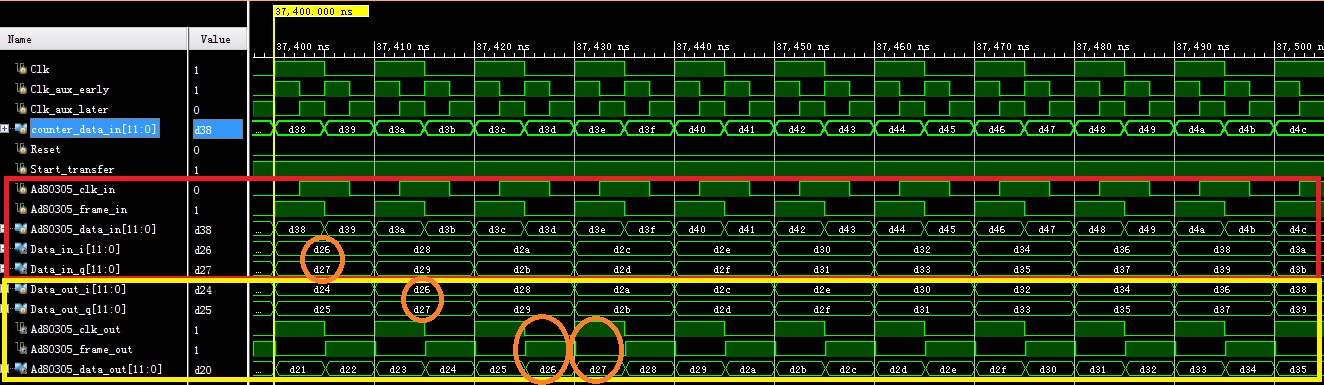 37,400.000 ns
Name Value 37,400 ns 37,410 ns 37,420 ns 37,430 ns 37,440 ns 37,450 ns 37,460 ns 37,470 ns 37,480 ns 37,490 ns 37,500 ns
Clk 1
Clk_aux_early 1
Clk_aux_later 0
counter_data_in[11:0] d38 ... d38 d39 d3a d3b d3c d3d d3e d3f d40 d41 d42 d43 d44 d45 d46 d47 d48 d49 d4a d4b d4c
Reset 0
Start_transfer 1
Ad80305_clk_in 0
Ad80305_frame_in 1
Ad80305_data_in[11:0] d38 ... d38 d39 d3a d3b d3c d3d d3e d3f d40 d41 d42 d43 d44 d45 d46 d47 d48 d49 d4a d4b d4c
Data_in_i[11:0] d26 ... d26 d28 d2a d2c d2e d30 d32 d34 d36 d38 d3a
Data_in_q[11:0] d27 ... d27 d29 d2b d2d d2f d31 d33 d35 d37 d39 d3b
Data_out_i[11:0] d24 ... d24 d26 d28 d2a d2c d2e d30 d32 d34 d36 d38
Data_out_q[11:0] d25 ... d25 d27 d29 d2b d2d d2f d31 d33 d35 d37 d39
Ad80305_clk_out 1
Ad80305_frame_out 1
Ad80305_data_out[11:0] d20 ... d21 d22 d23 d24 d25 d26 d27 d28 d29 d2a d2b d2c d2d d2e d2f d30 d31 d32 d33 d34 d35